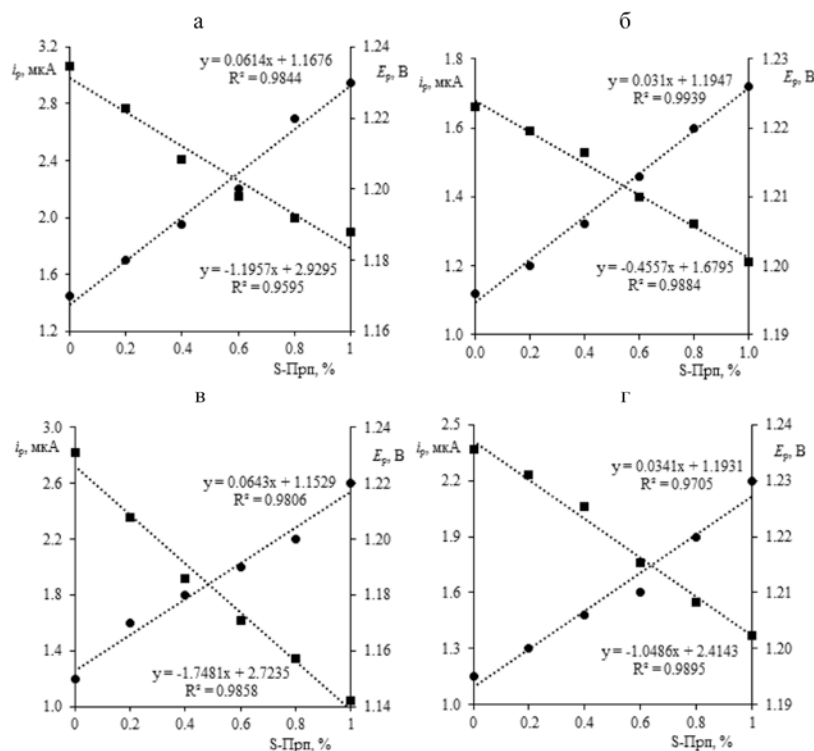 а
3.2
2.8
2.4
2.0
1.6
1.2
iₚ, мкА
1.24
1.22
1.20
1.18
1.16
Eₚ, В
y = 0.0614x + 1.1676
R² = 0.9844
y = -1.1957x + 2.9295
R² = 0.9595
0 0.2 0.4 0.6 0.8 1
S-Прп, %
б
1.8
1.6
1.4
1.2
1.0
iₚ, мкА
1.23
1.22
1.21
1.20
1.19
Eₚ, В
y = 0.031x + 1.1947
R² = 0.9939
y = -0.4557x + 1.6795
R² = 0.9884
0.0 0.2 0.4 0.6 0.8 1.0
S-Прп, %
в
3.0
2.6
2.2
1.8
1.4
1.0
iₚ, мкА
1.24
1.22
1.20
1.18
1.16
1.14
Eₚ, В
y = 0.0643x + 1.1529
R² = 0.9806
y = -1.7481x + 2.7235
R² = 0.9858
0 0.2 0.4 0.6 0.8 1
S-Прп, %
г
2.5
2.2
1.9
1.6
1.3
1.0
iₚ, мкА
1.24
1.23
1.22
1.21
1.20
1.19
Eₚ, В
y = 0.0341x + 1.1931
R² = 0.9705
y = -1.0486x + 2.4143
R² = 0.9895
0 0.2 0.4 0.6 0.8 1
S-Прп, %